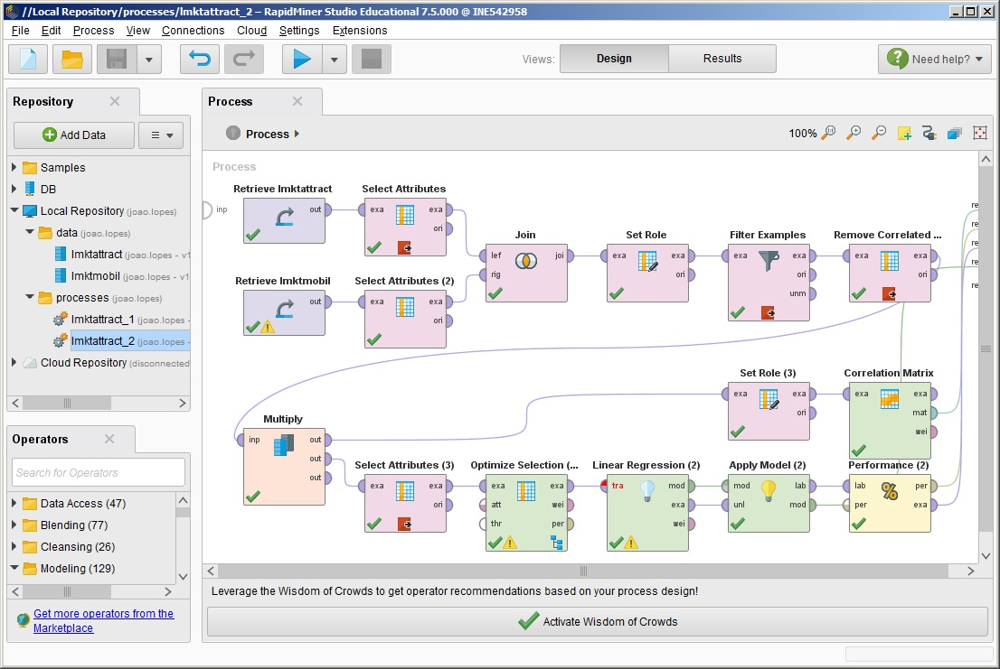 //Local Repository/processes/lmktattract_2 – RapidMiner Studio Educational 7.5.000 @ INE542958
File Edit Process View Connections Cloud Settings Extensions
Views: Design Results Need help?
Repository
Add Data
Samples
DB
Local Repository (joao.lopes)
data (joao.lopes)
lmktattract (joao.lopes - v1
lmktmobil (joao.lopes - v1
processes (joao.lopes)
lmktattract_1 (joao.lopes -
lmktattract_2 (joao.lopes -
Cloud Repository (disconnected
Operators
Search for Operators
Data Access (47)
Blending (77)
Cleansing (26)
Modeling (129)
Get more operators from the
Marketplace
Process
Process
100%
Process
inp
Retrieve lmktattract
out
Select Attributes
exa exa
ori
Retrieve lmktmobil
out
Select Attributes (2)
exa exa
ori
Join
lef joi
rig
Set Role
exa exa
ori
Filter Examples
exa exa
ori
unm
Remove Correlated ...
exa exa
ori
re
re
re
re
re
Multiply
inp out
out
out
Set Role (3)
exa exa
ori
Correlation Matrix
exa exa
mat
wei
Select Attributes (3)
exa exa
ori
Optimize Selection (...
exa exa
att wei
thr per
Linear Regression (2)
tra mod
exa
wei
Apply Model (2)
mod lab
unl mod
Performance (2)
lab per
per exa
Leverage the Wisdom of Crowds to get operator recommendations based on your process design!
Activate Wisdom of Crowds